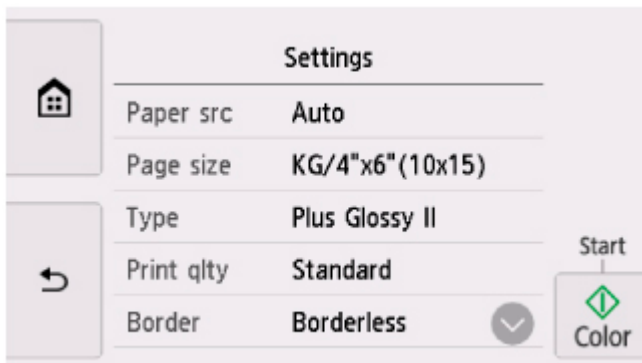 Settings
Paper src Auto
Page size KG/4"x6"(10x15)
Type Plus Glossy II
Print qlty Standard
Border Borderless
Start
Color